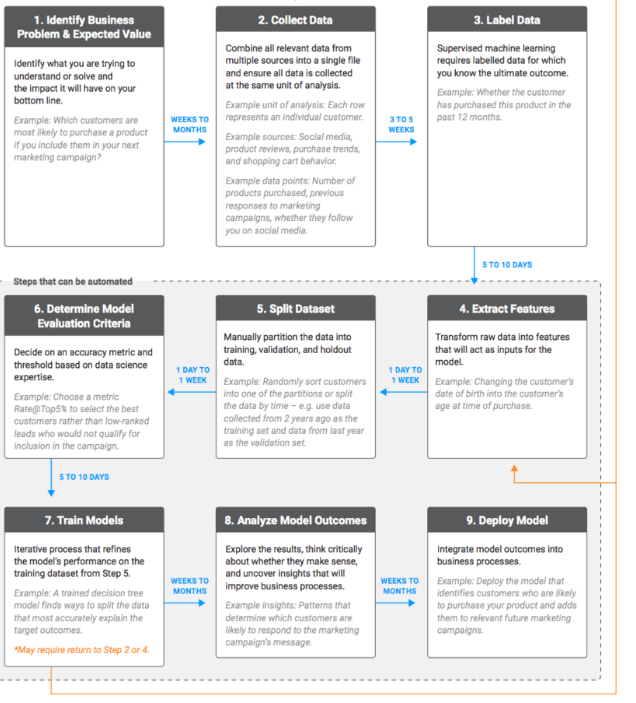 1. Identify Business
Problem & Expected Value
Identify what you are trying to
understand or solve and
the impact it will have on your
bottom line.
Example: Which customers are
most likely to purchase a product
if you include them in your next
marketing campaign?
WEEKS TO
MONTHS
2. Collect Data
Combine all relevant data from
multiple sources into a single file
and ensure all data is collected
at the same unit of analysis.
Example unit of analysis: Each row
represents an individual customer.
Example sources: Social media,
product reviews, purchase trends,
and shopping cart behavior.
Example data points: Number of
products purchased, previous
responses to marketing
campaigns, whether they follow
you on social media.
3 TO 5
WEEKS
3. Label Data
Supervised machine learning
requires labelled data for which
you know the ultimate outcome.
Example: Whether the customer
has purchased this product in the
past 12 months.
5 TO 10 DAYS
Steps that can be automated
4. Extract Features
Transform raw data into features
that will act as inputs for the
model.
Example: Changing the customer's
date of birth into the customer's
age at time of purchase.
1 DAY TO
1 WEEK
5. Split Dataset
Manually partition the data into
training, validation, and holdout
data.
Example: Randomly sort customers
into one of the partitions or split
the data by time – e.g. use data
collected from 2 years ago as the
training set and data from last year
as the validation set.
1 DAY TO
1 WEEK
6. Determine Model
Evaluation Criteria
Decide on an accuracy metric and
threshold based on data science
expertise.
Example: Choose a metric
Rate@Top5% to select the best
customers rather than low-ranked
leads who would not qualify for
inclusion in the campaign.
5 TO 10 DAYS
7. Train Models
Iterative process that refines
the model's performance on the
training dataset from Step 5.
Example: A trained decision tree
model finds ways to split the data
that most accurately explain the
target outcomes.
*May require return to Step 2 or 4.
WEEKS TO
MONTHS
8. Analyze Model Outcomes
Explore the results, think critically
about whether they make sense,
and uncover insights that will
improve business processes.
Example insights: Patterns that
determine which customers are
likely to respond to the marketing
campaign's message.
WEEKS TO
MONTHS
9. Deploy Model
Integrate model outcomes into
business processes.
Example: Deploy the model that
identifies customers who are likely
to purchase your product and adds
them to relevant future marketing
campaigns.